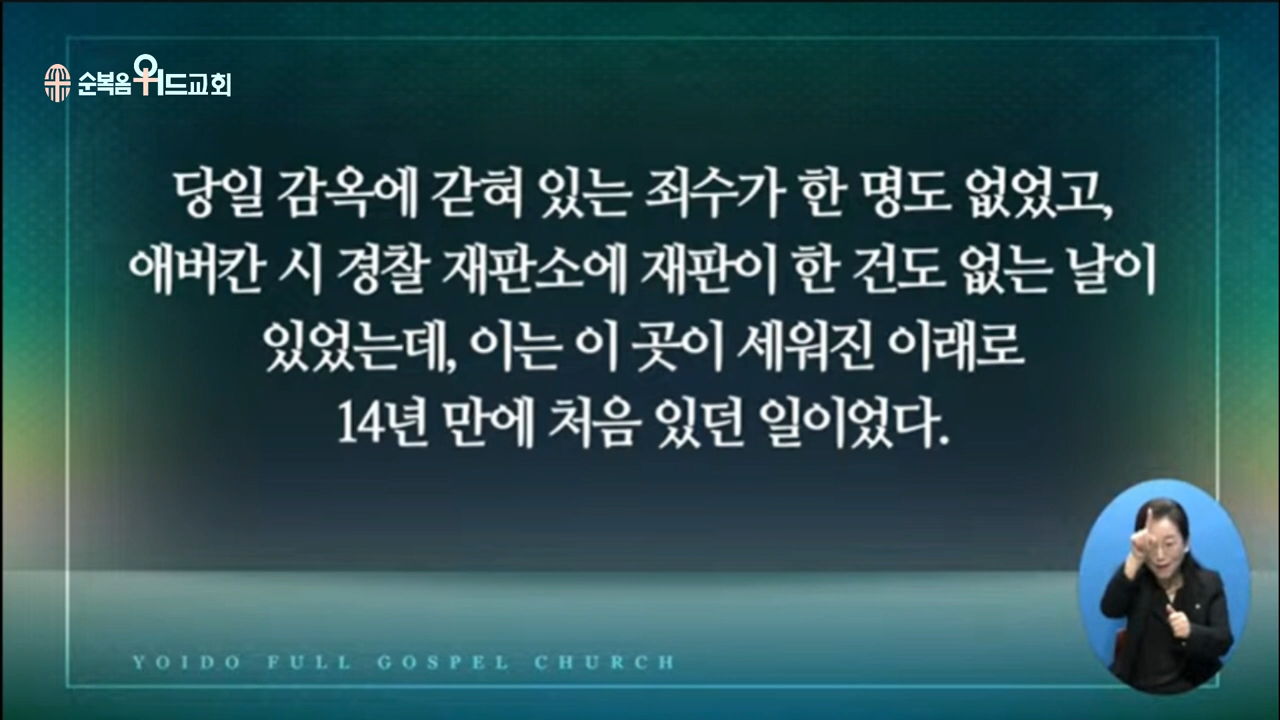 순복음위드교회
당일 감옥에 갇혀 있는 죄수가 한 명도 없었고,
애버칸 시 경찰 재판소에 재판이 한 건도 없는 날이
있었는데, 이는 이 곳이 세워진 이래로
14년 만에 처음 있던 일이었다.
YOIDO FULL GOSPEL CHURCH